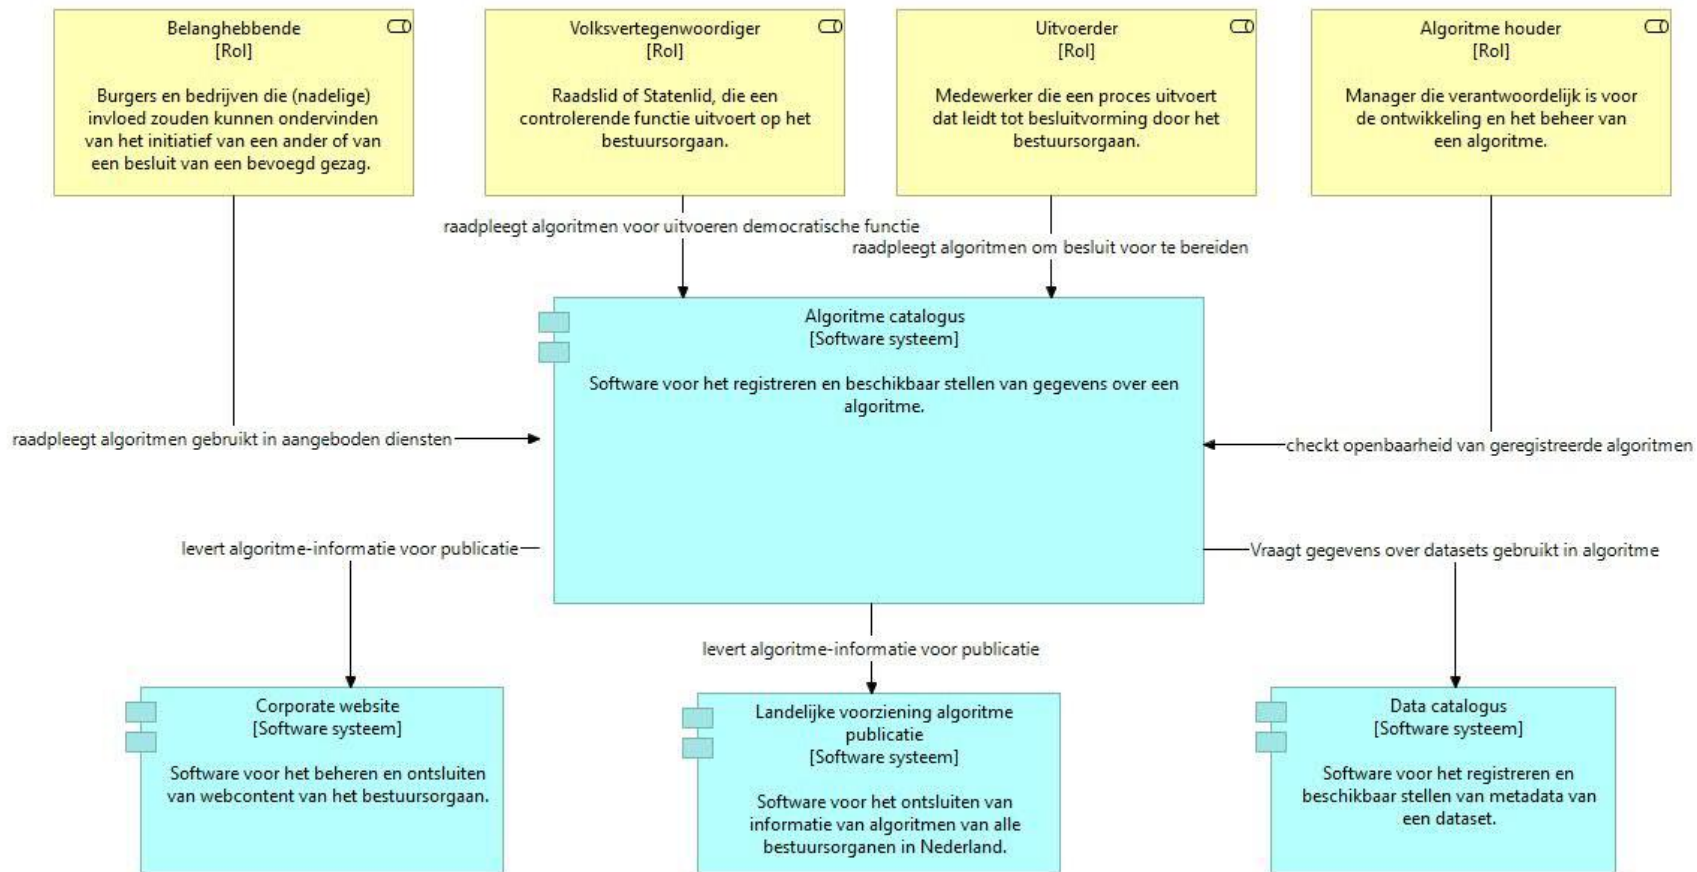 Belanghebbende
[Rol]
Burgers en bedrijven die (nadelige)
invloed zouden kunnen ondervinden
van het initiatief van een ander of van
een besluit van een bevoegd gezag.
Volksvertegenwoordiger
[Rol]
Raadslid of Statenlid, die een
controlerende functie uitvoert op het
bestuursorgaan.
Uitvoerder
[Rol]
Medewerker die een proces uitvoert
dat leidt tot besluitvorming door het
bestuursorgaan.
Algoritme houder
[Rol]
Manager die verantwoordelijk is voor
de ontwikkeling en het beheer van
een algoritme.
raadpleegt algoritmen voor uitvoeren democratische functie
raadpleegt algoritmen om besluit voor te bereiden
Algoritme catalogus
[Software systeem]
Software voor het registreren en beschikbaar stellen van gegevens over een
algoritme.
raadpleegt algoritmen gebruikt in aangeboden diensten
checkt openbaarheid van geregistreerde algoritmen
levert algoritme-informatie voor publicatie
Vraagt gegevens over datasets gebruikt in algoritme
levert algoritme-informatie voor publicatie
Corporate website
[Software systeem]
Software voor het beheren en ontsluiten
van webcontent van het bestuursorgaan.
Landelijke voorziening algoritme
publicatie
[Software systeem]
Software voor het ontsluiten van
informatie van algoritmen van alle
bestuursorganen in Nederland.
Data catalogus
[Software systeem]
Software voor het registreren en
beschikbaar stellen van metadata van
een dataset.